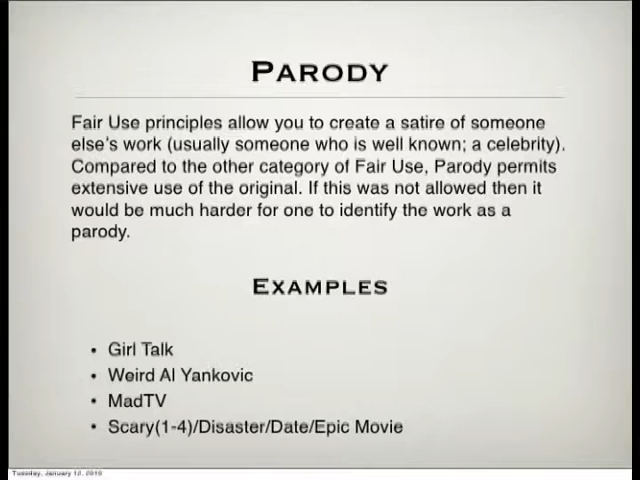 PARODY
Fair Use principles allow you to create a satire of someone
else's work (usually someone who is well known; a celebrity).
Compared to the other category of Fair Use, Parody permits
extensive use of the original. If this was not allowed then it
would be much harder for one to identify the work as a
parody.
EXAMPLES
• Girl Talk
• Weird Al Yankovic
• MadTV
• Scary(1-4)/Disaster/Date/Epic Movie
Tuesday, January 12, 2010